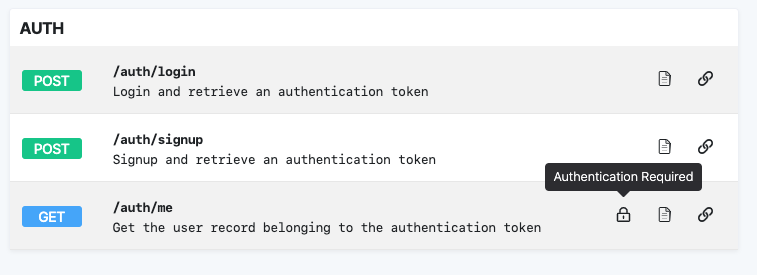 AUTH
POST
/auth/login
Login and retrieve an authentication token
POST
/auth/signup
Signup and retrieve an authentication token
Authentication Required
GET
/auth/me
Get the user record belonging to the authentication token